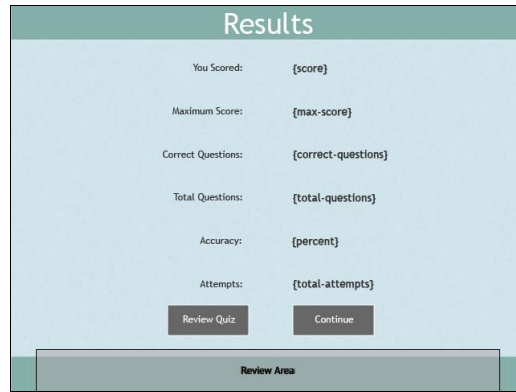 Results
You Scored: {score}
Maximum Score: {max-score}
Correct Questions: {correct-questions}
Total Questions: {total-questions}
Accuracy: {percent}
Attempts: {total-attempts}
Review Quiz Continue
Review Area